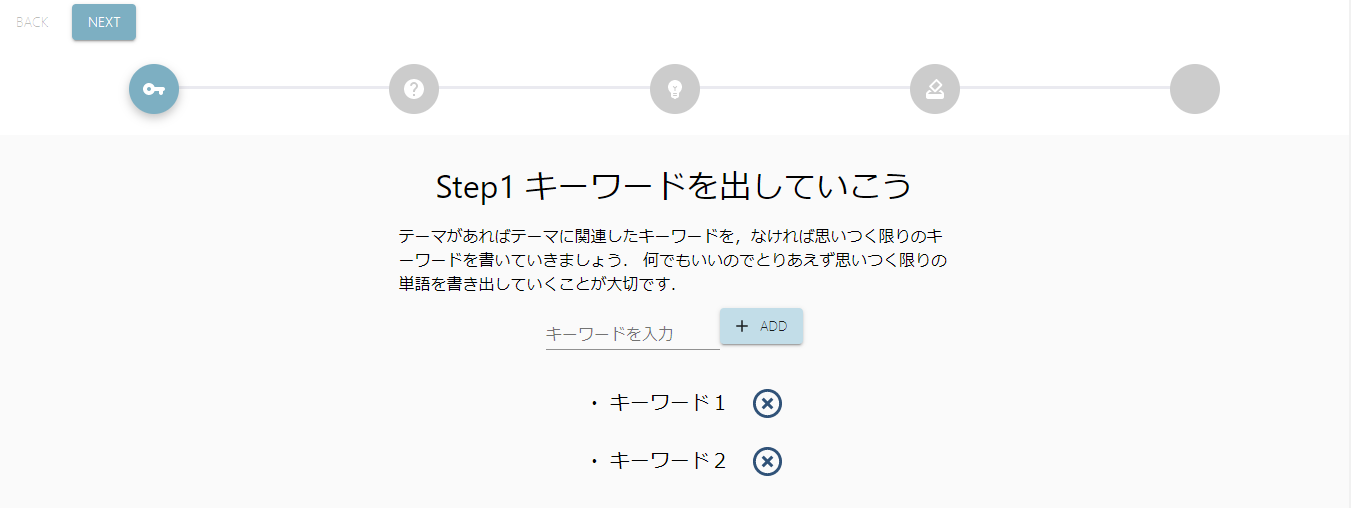 BACK
NEXT
Step1 キーワードを出していこう
テーマがあればテーマに関連したキーワードを，なければ思いつく限りのキ
ーワードを書いていきましょう． 何でもいいのでとりあえず思いつく限りの
単語を書き出していくことが大切です．
キーワードを入力
+ ADD
・ キーワード１
・ キーワード２